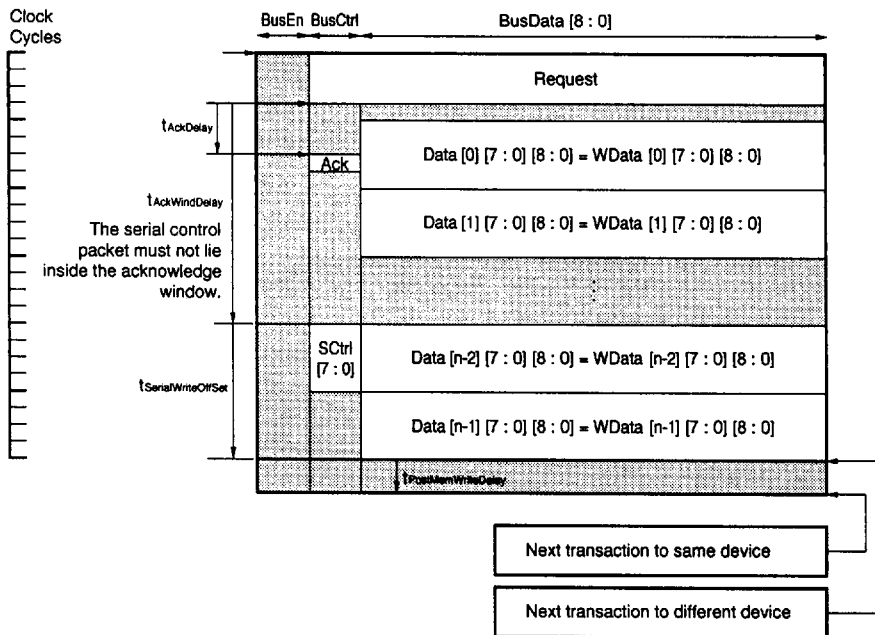 Clock
Cycles
BusEn
BusCtrl
BusData [8 : 0]
Request
tAckDelay
Ack
Data [0] [7 : 0] [8 : 0] = WData [0] [7 : 0] [8 : 0]
tAckWindDelay
Data [1] [7 : 0] [8 : 0] = WData [1] [7 : 0] [8 : 0]
The serial control
packet must not lie
inside the acknowledge
window.
SCtrl
[7 : 0]
Data [n-2] [7 : 0] [8 : 0] = WData [n-2] [7 : 0] [8 : 0]
tSerialWriteOffSet
Data [n-1] [7 : 0] [8 : 0] = WData [n-1] [7 : 0] [8 : 0]
tPostMemWriteDelay
Next transaction to same device
Next transaction to different device